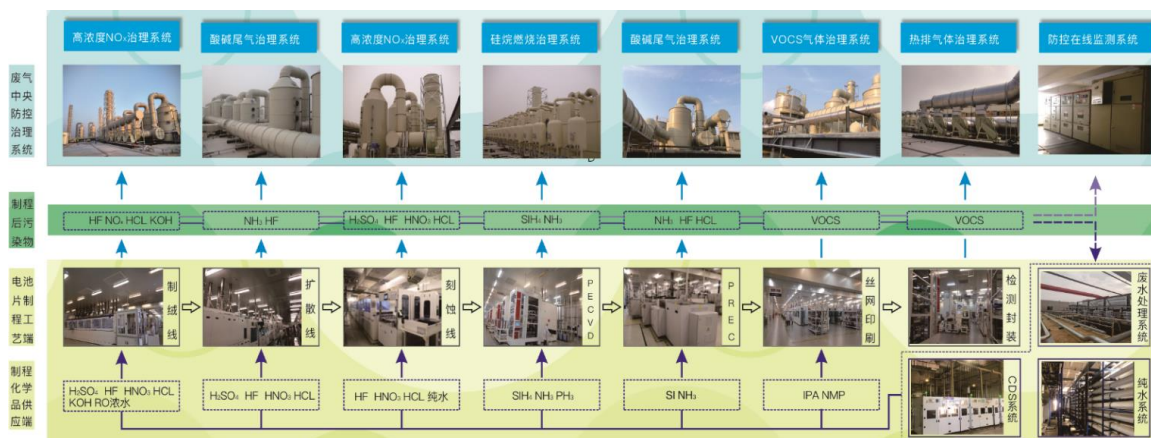 高浓度NOₓ治理系统
酸碱尾气治理系统
高浓度NOₓ治理系统
硅烷燃烧治理系统
酸碱尾气治理系统
VOCS气体治理系统
热排气体治理系统
防控在线监测系统
废气
中央
防控
治理
系统
制程
后污
染物
HF NOₓ HCL KOH
NH₃ HF
H₂SO₄ HF HNO₃ HCL
SIH₄ NH₃
NH₃ HF HCL
VOCS
VOCS
电池
片制
程工
艺端
制绒线
扩散线
刻蚀线
PECVD
PREC
丝网印刷
检测封装
废水处理系统
制程
化学
品供
应端
H₂SO₄ HF HNO₃ HCL
KOH RO浓水
H₂SO₄ HF HNO₃ HCL
HF HNO₃ HCL 纯水
SIH₄ NH₃ PH₃
SI NH₃
IPA NMP
CDS系统
纯水系统